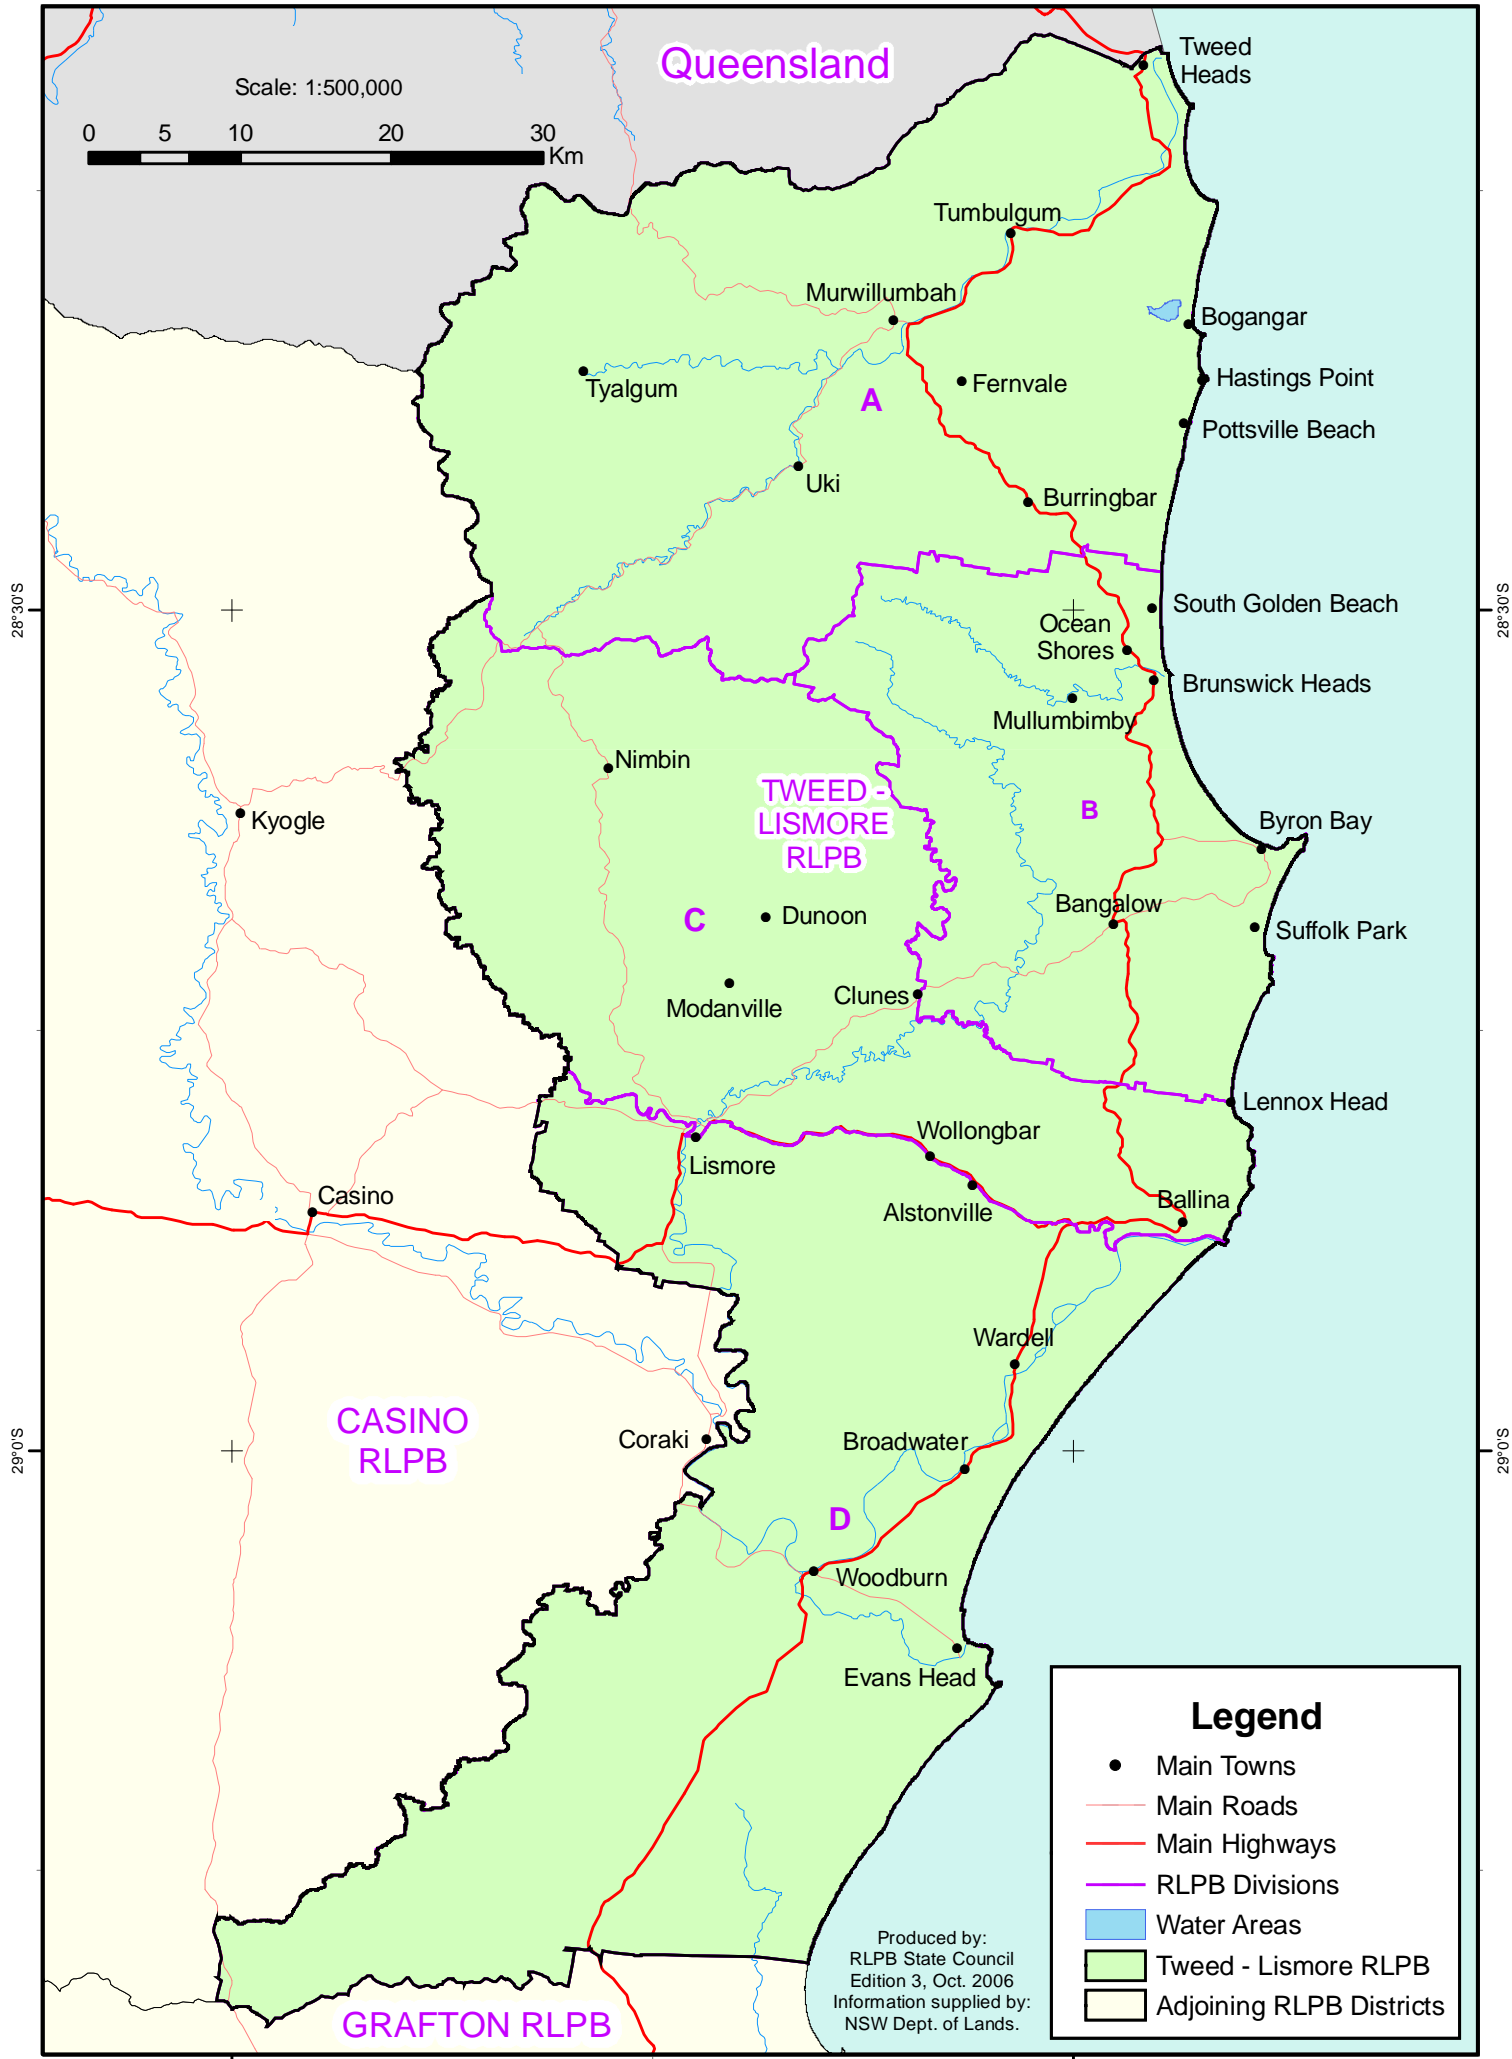 Queensland
Tweed
Heads
Scale: 1:500,000
0 5 10 20 30
Km
Tumbulgum
Murwillumbah
Bogangar
Tyalgum
Fernvale
Hastings Point
A
Pottsville Beach
Uki
Burringbar
28°30'S
28°30'S
South Golden Beach
Ocean
Shores
Brunswick Heads
Mullumbimby
Nimbin
TWEED -
LISMORE
RLPB
B
Kyogle
Byron Bay
Bangalow
C
Dunoon
Suffolk Park
Clunes
Modanville
Lennox Head
Wollongbar
Lismore
Casino
Alstonville
Ballina
Wardell
CASINO
RLPB
Coraki
Broadwater
29°0'S
29°0'S
D
Woodburn
Evans Head
Legend
Main Towns
Main Roads
Main Highways
RLPB Divisions
Water Areas
Tweed - Lismore RLPB
Adjoining RLPB Districts
Produced by:
RLPB State Council
Edition 3, Oct. 2006
Information supplied by:
NSW Dept. of Lands.
GRAFTON RLPB